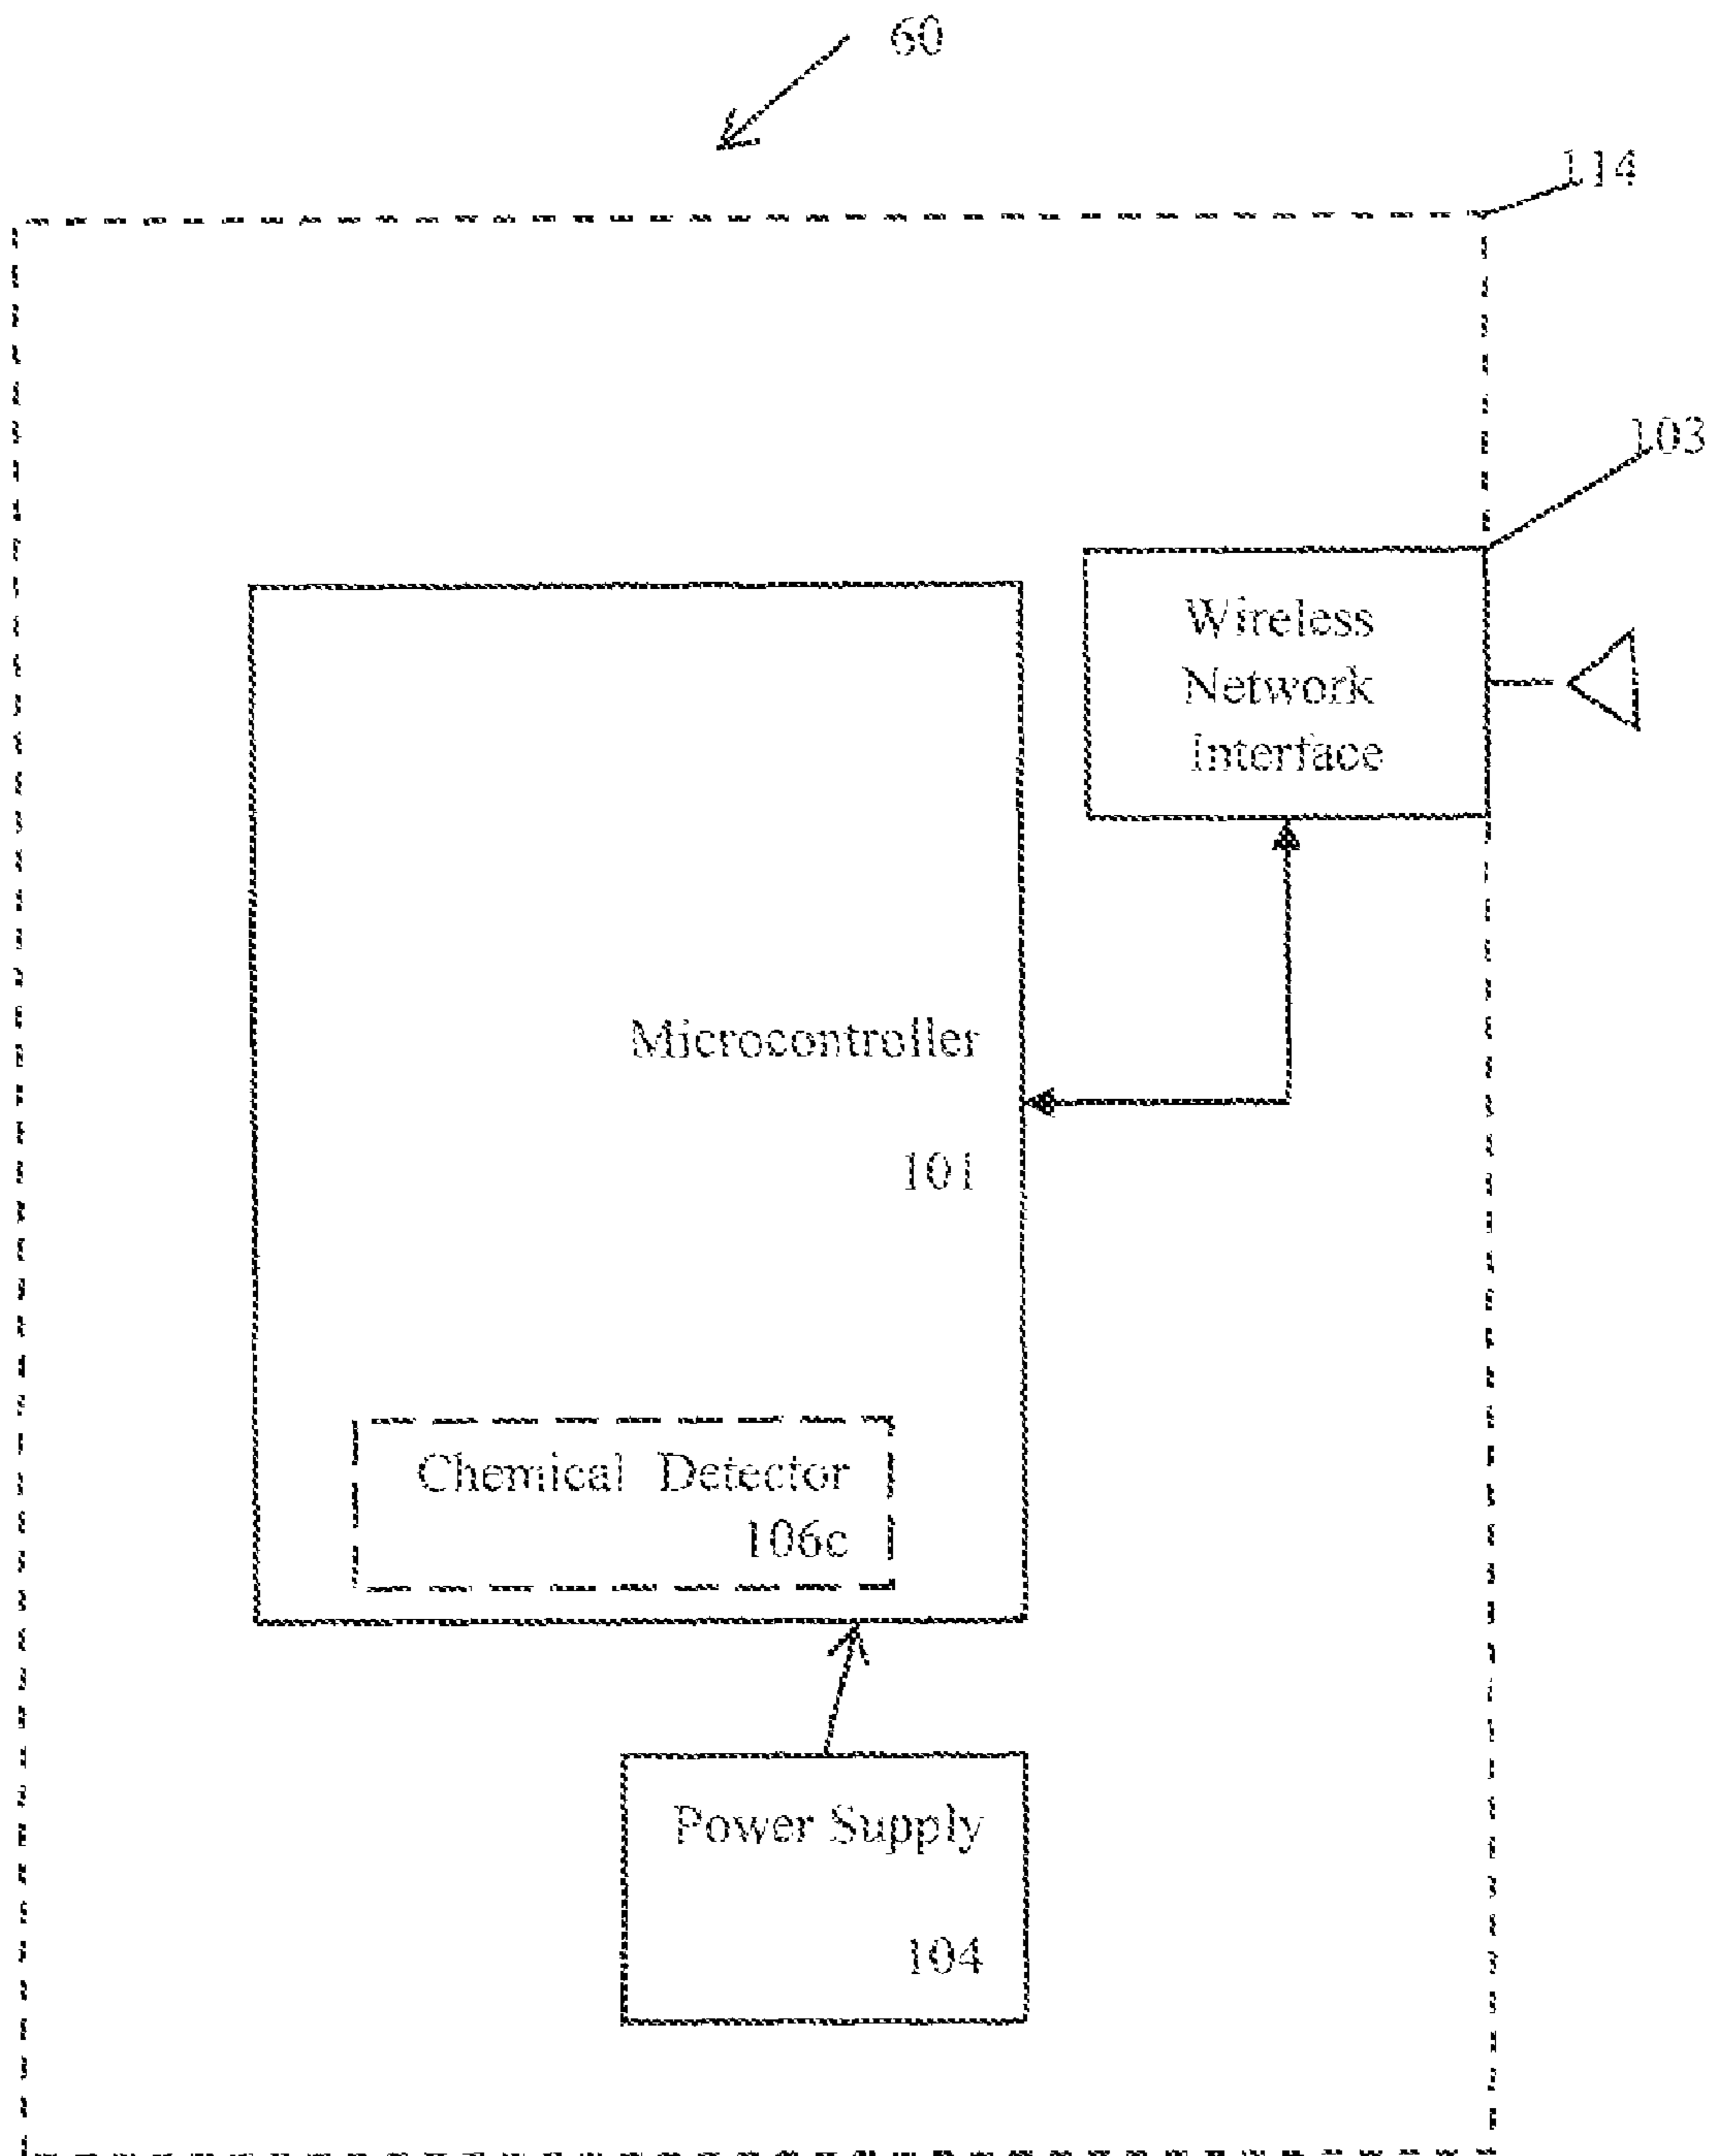 60
114
103
Wireless
Network
Interface
Microcontroller
101
Chemical Detector
106c
Power Supply
104